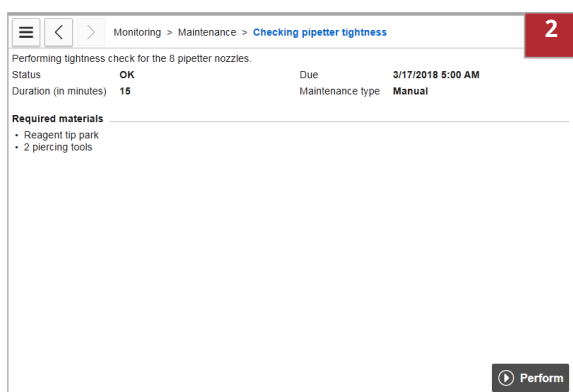 Monitoring > Maintenance > Checking pipetter tightness
2
Performing tightness check for the 8 pipetter nozzles.
Status OK Due 3/17/2018 5:00 AM
Duration (in minutes) 15 Maintenance type Manual
Required materials
• Reagent tip park
• 2 piercing tools
Perform